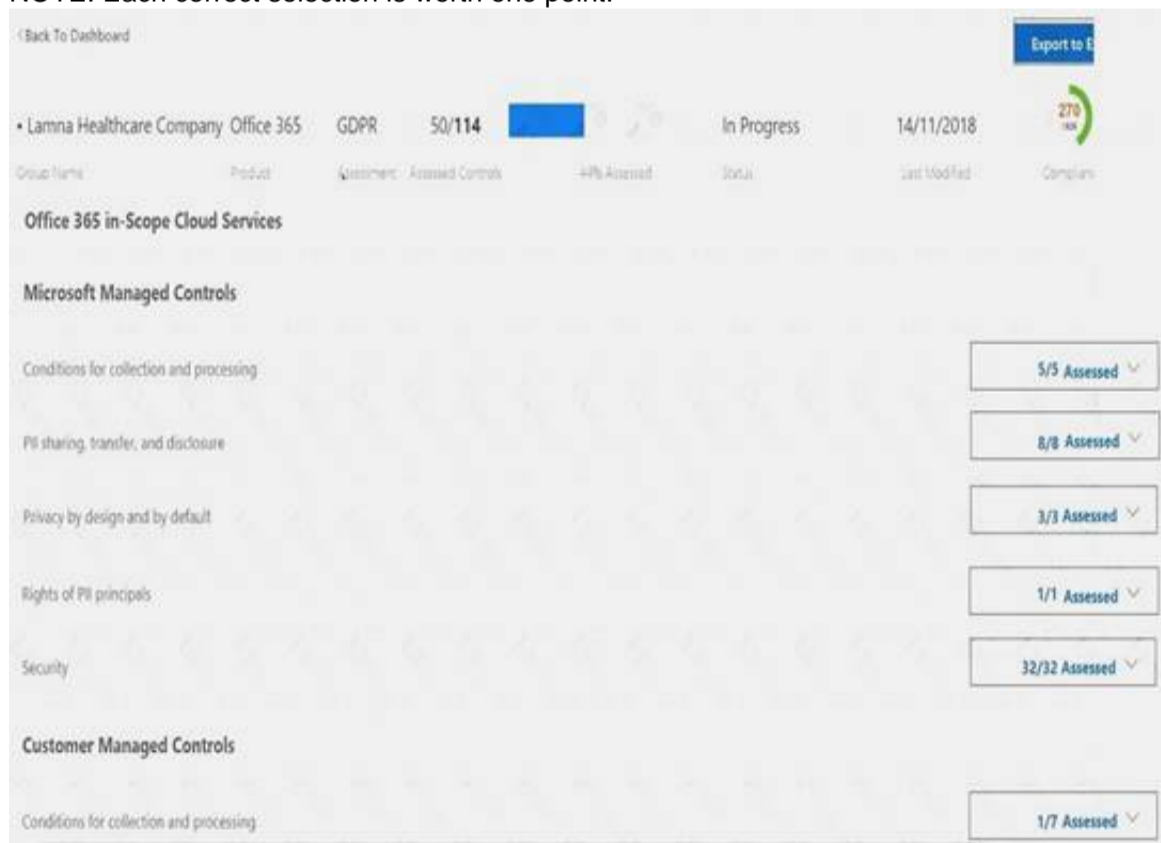 NOTE: Each correct selection is worth one point.
Back To Dashboard
Export to E
• Lamna Healthcare Company Office 365 GDPR 50/114 In Progress 14/11/2018 270
Group Name Product Assessment Assessed Controls 44% Assessed Status Last Modified Complian
Office 365 in-Scope Cloud Services
Microsoft Managed Controls
Conditions for collection and processing 5/5 Assessed
PII sharing, transfer, and disclosure 8/8 Assessed
Privacy by design and by default 3/3 Assessed
Rights of PII principals 1/1 Assessed
Security 32/32 Assessed
Customer Managed Controls
Conditions for collection and processing 1/7 Assessed